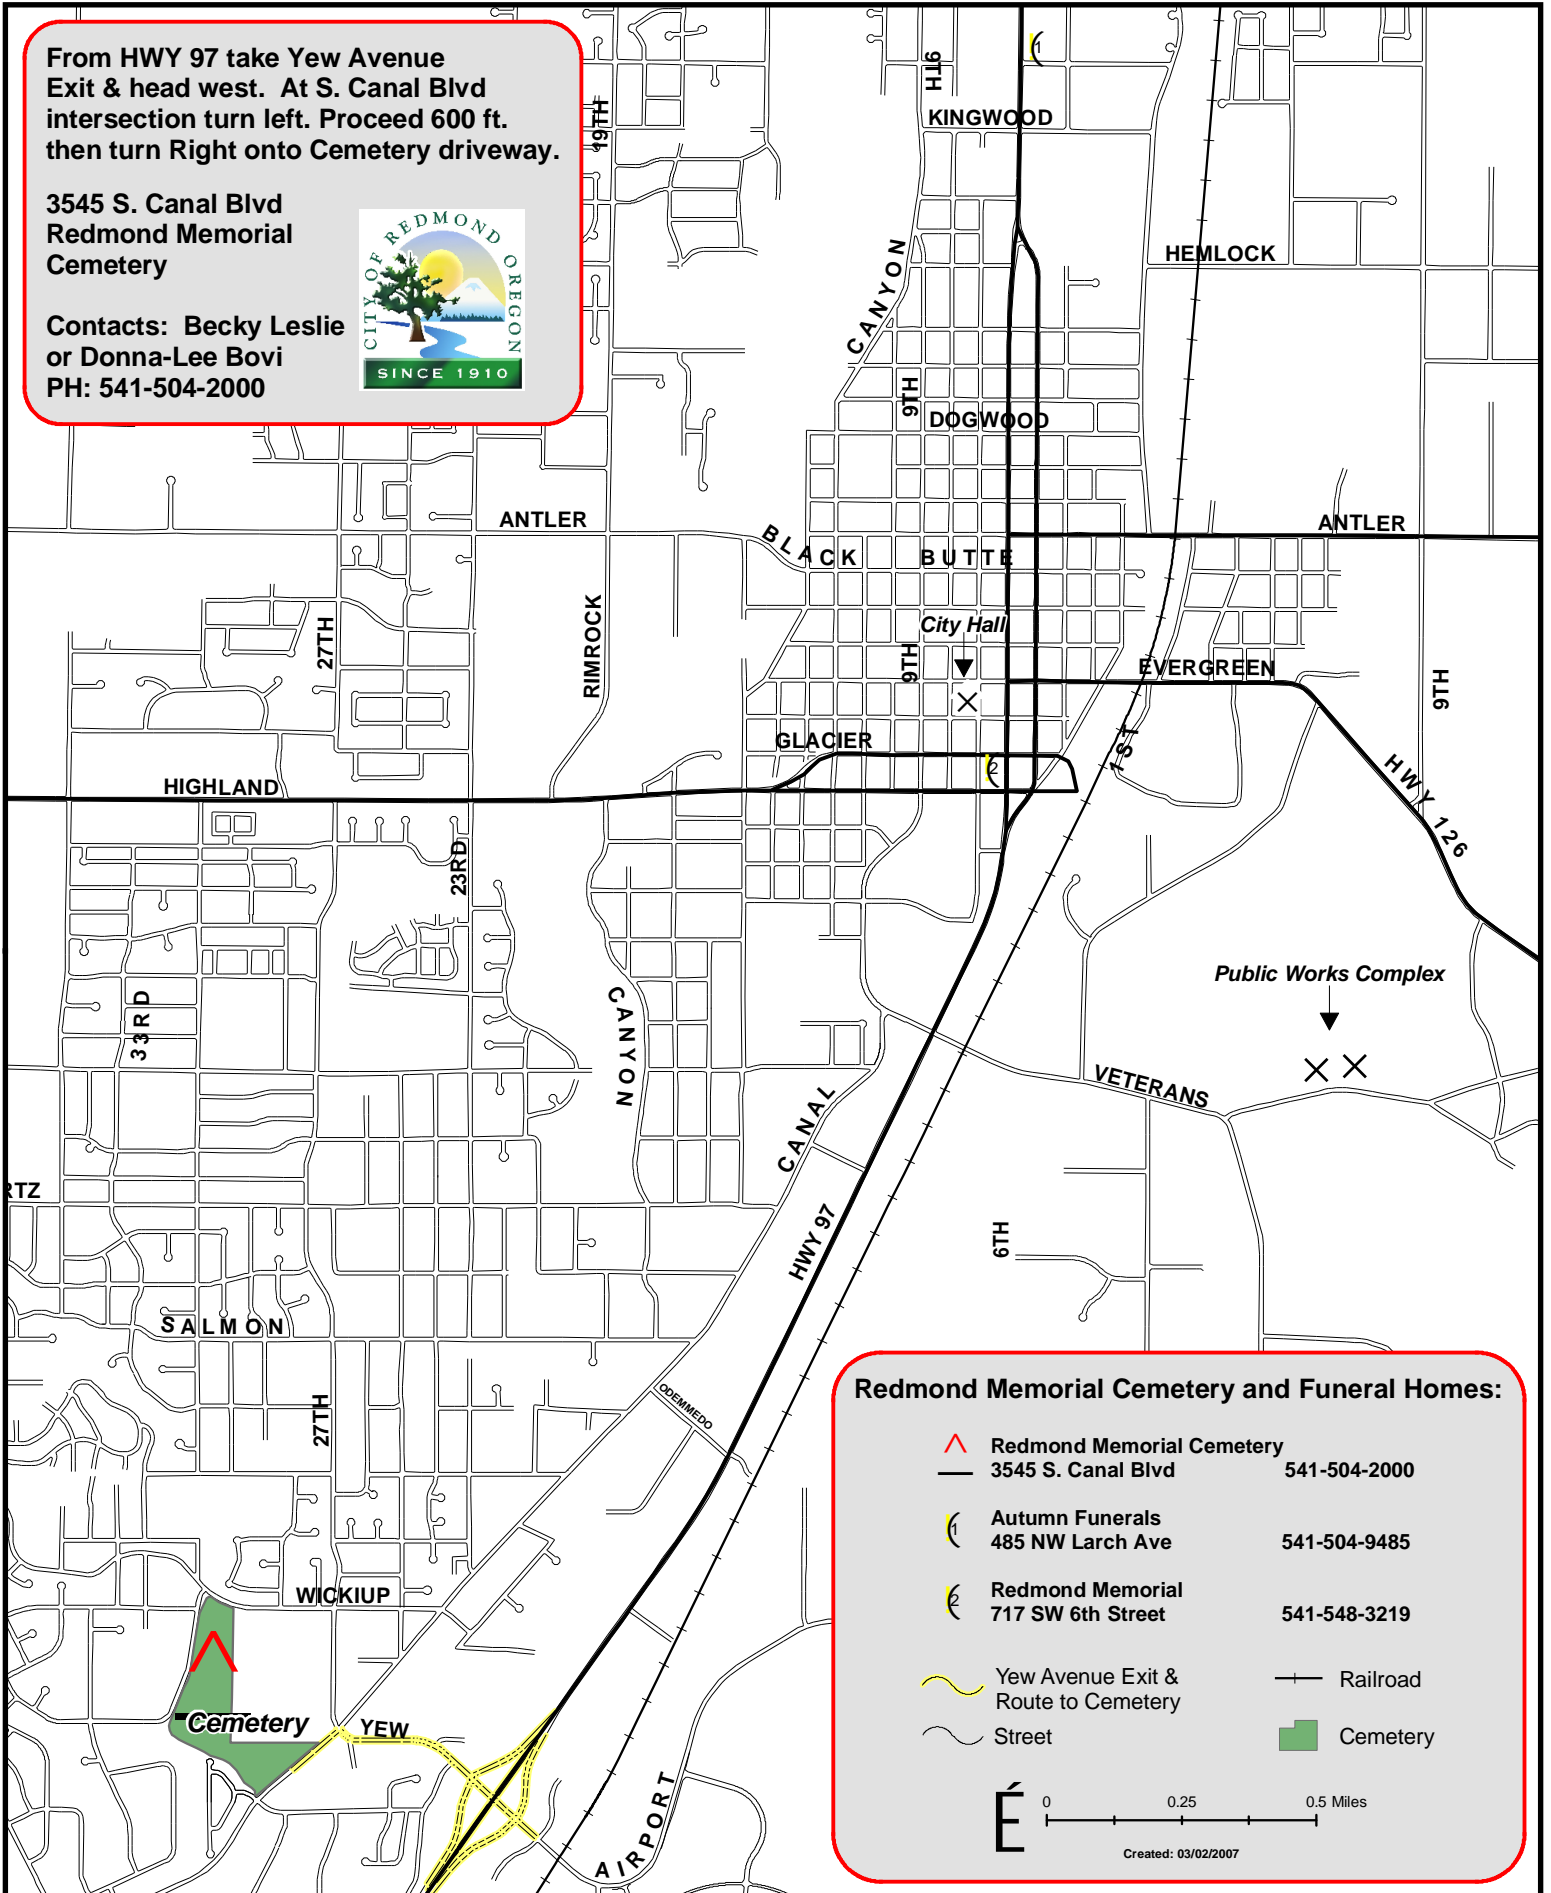 From HWY 97 take Yew Avenue
Exit & head west. At S. Canal Blvd
intersection turn left. Proceed 600 ft.
then turn Right onto Cemetery driveway.
3545 S. Canal Blvd
Redmond Memorial
Cemetery
Contacts: Becky Leslie
or Donna-Lee Bovi
PH: 541-504-2000
CITY OF REDMOND OREGON
SINCE 1910
19TH
9TH
1
KINGWOOD
CANYON
HEMLOCK
9TH
DOGWOOD
ANTLER
BLACK BUTTE
ANTLER
27TH
RIMROCK
City Hall
9TH
EVERGREEN
9TH
GLACIER
2
1ST
HIGHLAND
HWY 126
23RD
33RD
CANYON
Public Works Complex
VETERANS
CANAL
RTZ
HWY 97
6TH
SALMON
ODEMMEDO
27TH
WICKIUP
Cemetery
YEW
AIRPORT
Redmond Memorial Cemetery and Funeral Homes:
Redmond Memorial Cemetery
3545 S. Canal Blvd 541-504-2000
1
Autumn Funerals
485 NW Larch Ave 541-504-9485
2
Redmond Memorial
717 SW 6th Street 541-548-3219
Yew Avenue Exit &
Route to Cemetery
Railroad
Street
Cemetery
É
0 0.25 0.5 Miles
Created: 03/02/2007